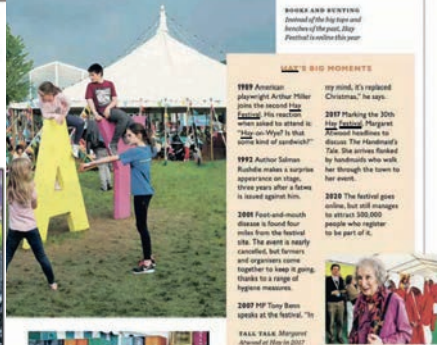 BOOKS AND BUNTING
Instead of the big tops and
benches of the past, Hay
Festival is online this year
HAY'S BIG MOMENTS
1989 American
playwright Arthur Miller
joins the second Hay
Festival. His reaction
when asked to attend is:
"Hay-on-Wye? Is that
some kind of sandwich?"
1992 Author Salman
Rushdie makes a surprise
appearance on stage,
three years after a fatwa
is issued against him.
2001 Foot-and-mouth
disease is found four
miles from the festival
site. The event is nearly
cancelled, but farmers
and organisers come
together to keep it going,
thanks to a range of
hygiene measures.
2007 MP Tony Benn
speaks at the festival. "In
my mind, it's replaced
Christmas," he says.
2017 Marking the 30th
Hay Festival, Margaret
Atwood headlines to
discuss The Handmaid's
Tale. She arrives flanked
by handmaids who walk
her through the town to
her event.
2020 The festival goes
online, but still manages
to attract 500,000
people who register
to be part of it.
TALL TALK Margaret
Atwood at Hay in 2017
A